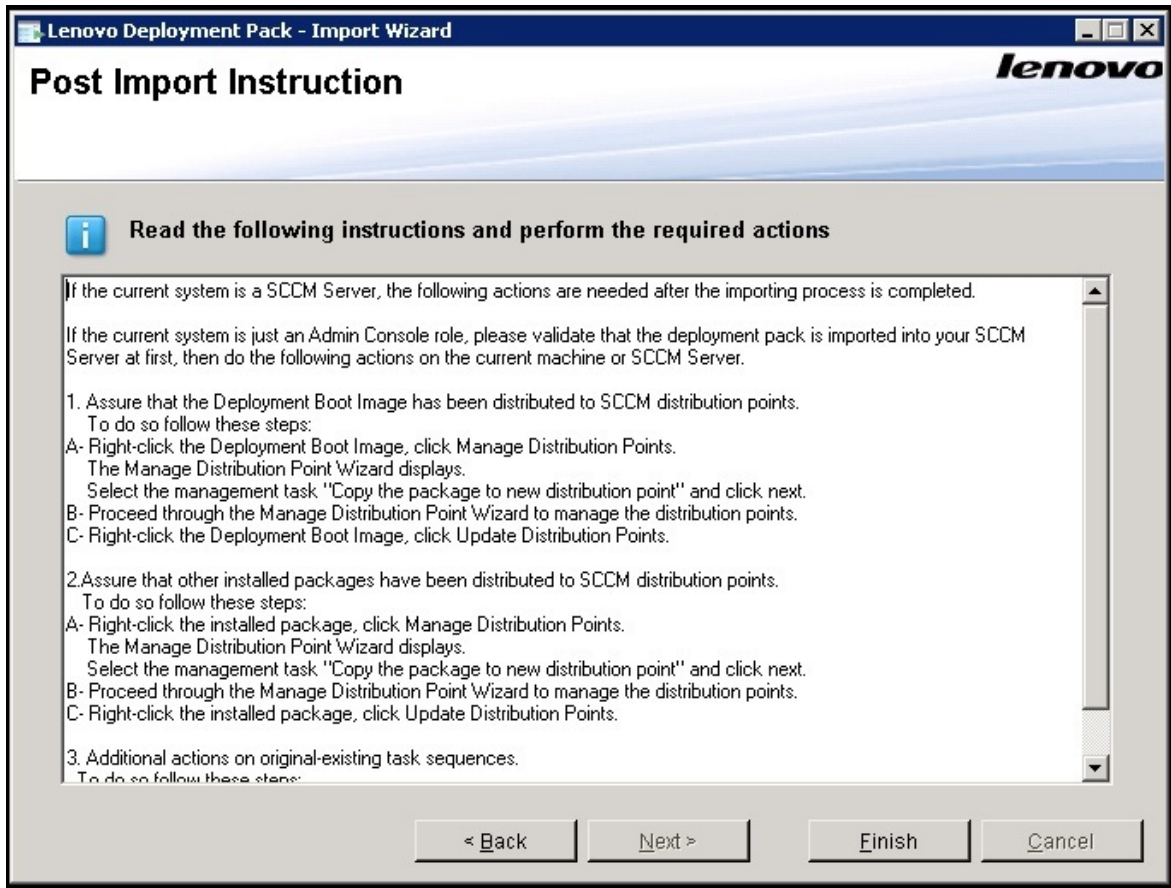 Lenovo Deployment Pack - Import Wizard
lenovo
Post Import Instruction
Read the following instructions and perform the required actions
If the current system is a SCCM Server, the following actions are needed after the importing process is completed.
If the current system is just an Admin Console role, please validate that the deployment pack is imported into your SCCM
Server at first, then do the following actions on the current machine or SCCM Server.
1. Assure that the Deployment Boot Image has been distributed to SCCM distribution points.
To do so follow these steps:
A- Right-click the Deployment Boot Image, click Manage Distribution Points.
The Manage Distribution Point Wizard displays.
Select the management task "Copy the package to new distribution point" and click next.
B- Proceed through the Manage Distribution Point Wizard to manage the distribution points.
C- Right-click the Deployment Boot Image, click Update Distribution Points.
2.Assure that other installed packages have been distributed to SCCM distribution points.
To do so follow these steps:
A- Right-click the installed package, click Manage Distribution Points.
The Manage Distribution Point Wizard displays.
Select the management task "Copy the package to new distribution point" and click next.
B- Proceed through the Manage Distribution Point Wizard to manage the distribution points.
C- Right-click the installed package, click Update Distribution Points.
3. Additional actions on original-existing task sequences.
To do so follow these steps:
< Back
Next >
Finish
Cancel